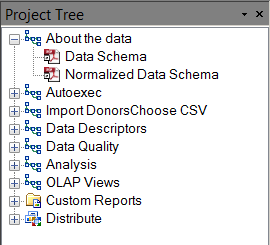 Project Tree
About the data
Data Schema
Normalized Data Schema
Autoexec
Import DonorsChoose CSV
Data Descriptors
Data Quality
Analysis
OLAP Views
Custom Reports
Distribute